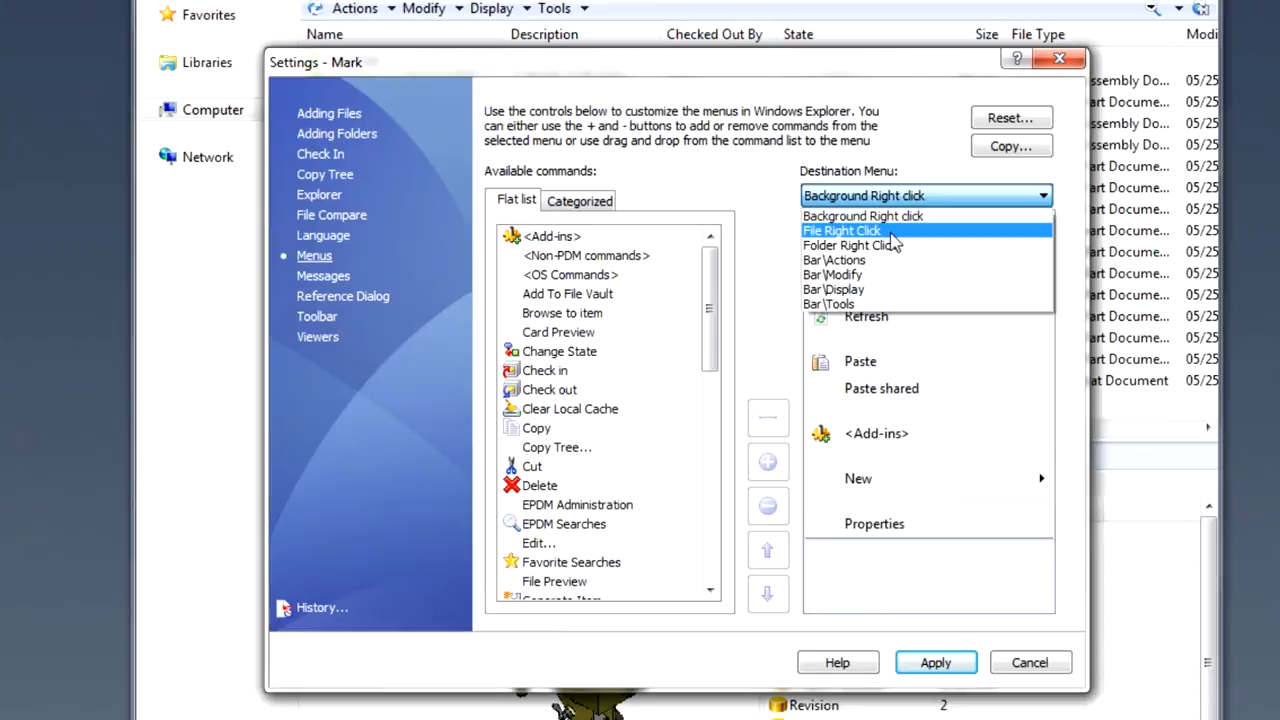 Favorites
Actions Modify Display Tools
Name Description Checked Out By State Size File Type Modi
Libraries
Computer
Network
Settings - Mark
?
Adding Files
Adding Folders
Check In
Copy Tree
Explorer
File Compare
Language
Menus
Messages
Reference Dialog
Toolbar
Viewers
History...
Use the controls below to customize the menus in Windows Explorer. You
can either use the + and - buttons to add or remove commands from the
selected menu or use drag and drop from the command list to the menu
Reset...
Copy...
Available commands:
Flat list Categorized
<Add-ins>
<Non-PDM commands>
<OS Commands>
Add To File Vault
Browse to item
Card Preview
Change State
Check in
Check out
Clear Local Cache
Copy
Copy Tree...
Cut
Delete
EPDM Administration
EPDM Searches
Edit...
Favorite Searches
File Preview
Generate Item
Destination Menu:
Background Right click
Background Right click
File Right Click
Folder Right Clic
Bar\Actions
Bar\Modify
Bar\Display
Bar\Tools
Refresh
Paste
Paste shared
<Add-ins>
New
Properties
Help Apply Cancel
ssembly Do... 05/25
art Docume... 05/25
ssembly Do... 05/25
ssembly Do... 05/25
art Docume... 05/25
art Docume... 05/25
art Docume... 05/25
art Docume... 05/25
art Docume... 05/25
art Docume... 05/25
art Docume... 05/25
art Docume... 05/25
art Docume... 05/25
at Document 05/25
Revision 2